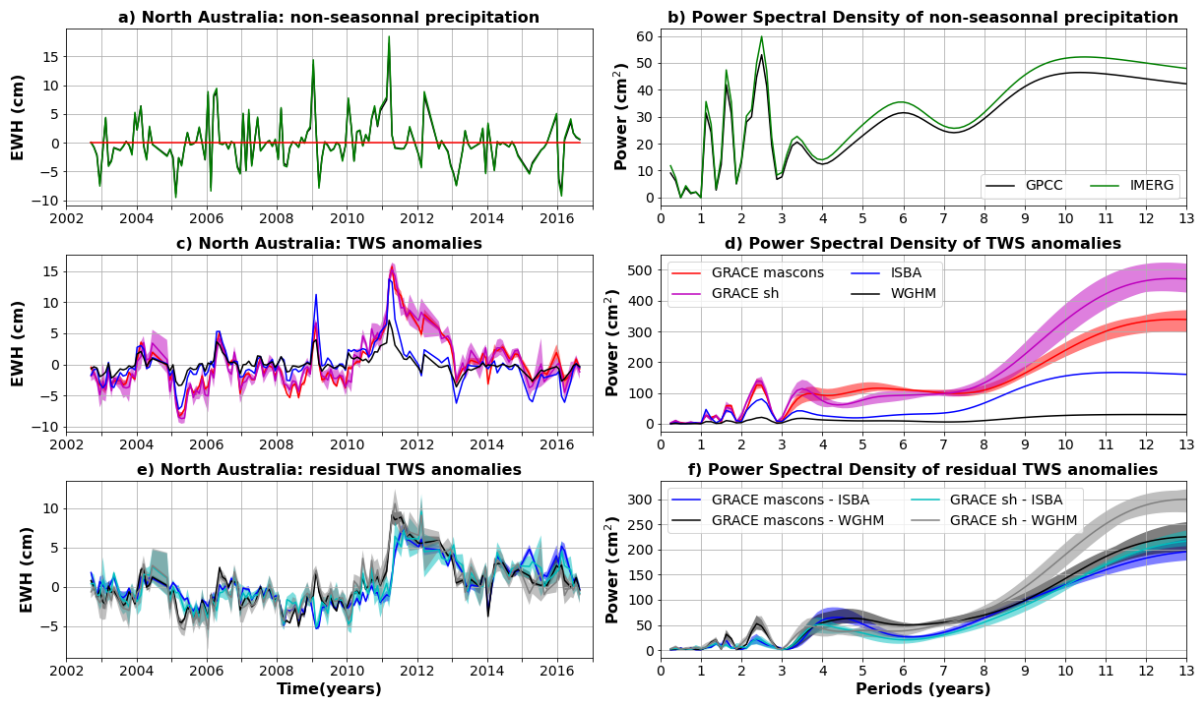 a) North Australia: non-seasonnal precipitation
EWH (cm)
15
10
5
0
−5
−10
2002 2004 2006 2008 2010 2012 2014 2016
b) Power Spectral Density of non-seasonnal precipitation
Power (cm²)
60
50
40
30
20
10
0
GPCC IMERG
0 1 2 3 4 5 6 7 8 9 10 11 12 13
c) North Australia: TWS anomalies
EWH (cm)
15
10
5
0
−5
−10
2002 2004 2006 2008 2010 2012 2014 2016
d) Power Spectral Density of TWS anomalies
Power (cm²)
500
400
300
200
100
0
GRACE mascons ISBA
GRACE sh WGHM
0 1 2 3 4 5 6 7 8 9 10 11 12 13
e) North Australia: residual TWS anomalies
EWH (cm)
10
5
0
−5
2002 2004 2006 2008 2010 2012 2014 2016
Time(years)
f) Power Spectral Density of residual TWS anomalies
Power (cm²)
300
250
200
150
100
50
0
GRACE mascons - ISBA GRACE sh - ISBA
GRACE mascons - WGHM GRACE sh - WGHM
0 1 2 3 4 5 6 7 8 9 10 11 12 13
Periods (years)